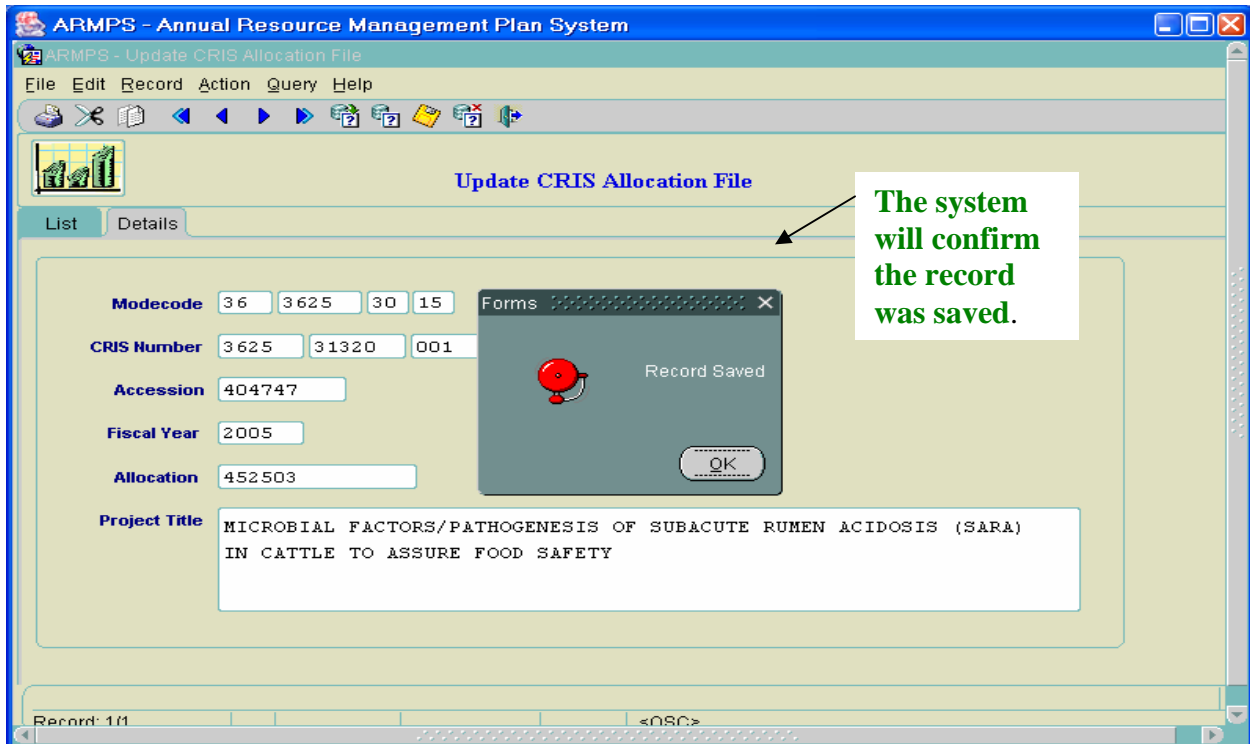 ARMPS - Annual Resource Management Plan System
ARMPS - Update CRIS Allocation File
File Edit Record Action Query Help
Update CRIS Allocation File
The system
will confirm
the record
was saved.
List Details
Modecode 36 3625 30 15
CRIS Number 3625 31320 001
Accession 404747
Fiscal Year 2005
Allocation 452503
Forms
Record Saved
OK
Project Title MICROBIAL FACTORS/PATHOGENESIS OF SUBACUTE RUMEN ACIDOSIS (SARA)
IN CATTLE TO ASSURE FOOD SAFETY
Record: 1/1 <OSC>